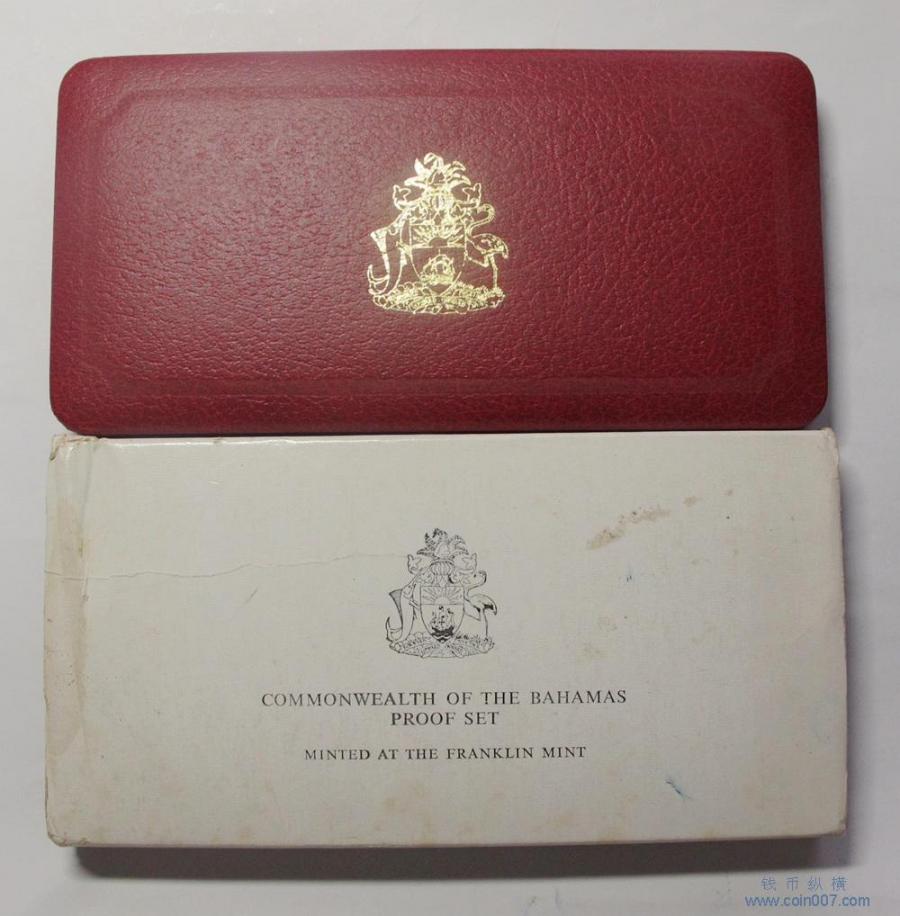 COMMONWEALTH OF THE BAHAMAS
PROOF SET
MINTED AT THE FRANKLIN MINT
钱币纵横
www.coin007.com